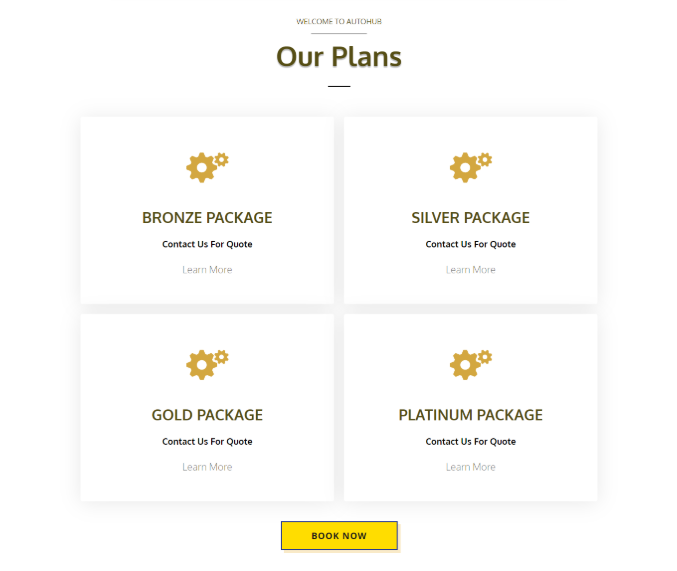 WELCOME TO AUTOHUB
Our Plans
BRONZE PACKAGE
Contact Us For Quote
Learn More
SILVER PACKAGE
Contact Us For Quote
Learn More
GOLD PACKAGE
Contact Us For Quote
Learn More
PLATINUM PACKAGE
Contact Us For Quote
Learn More
BOOK NOW